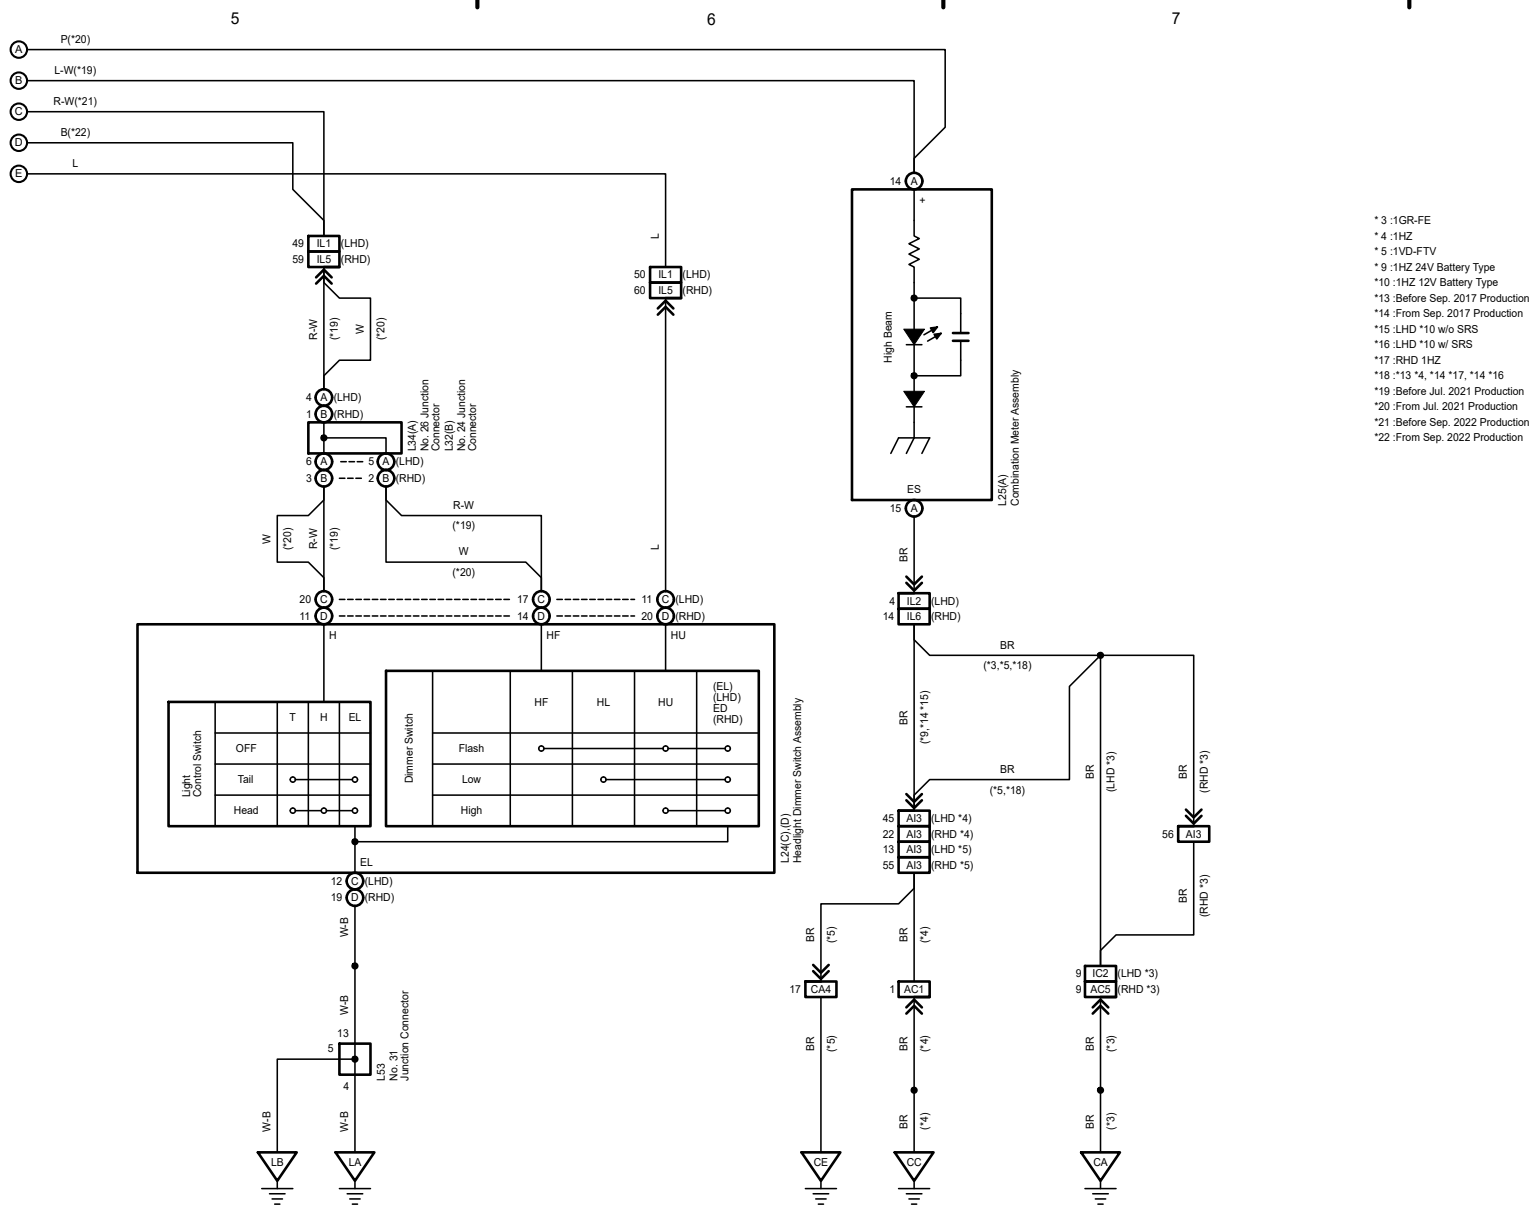 5
6
7
A
P(*20)
B
L-W(*19)
C
R-W(*21)
D
B(*22)
E
L
14 A
+
49 IL1 (LHD)
59 IL5 (RHD)
L
50 IL1 (LHD)
60 IL5 (RHD)
R-W
(*19)
W
(*20)
High Beam
4 A (LHD)
1 B (RHD)
L34(A)
No. 26 Junction
Connector
L32(B)
No. 24 Junction
Connector
6 A 5 A (LHD)
3 B 2 B (RHD)
ES
L25(A)
Combination Meter Assembly
15 A
* 3 :1GR-FE
* 4 :1HZ
* 5 :1VD-FTV
* 9 :1HZ 24V Battery Type
*10 :1HZ 12V Battery Type
*13 :Before Sep. 2017 Production
*14 :From Sep. 2017 Production
*15 :LHD *10 w/o SRS
*16 :LHD *10 w/ SRS
*17 :RHD 1HZ
*18 :*13 *4, *14 *17, *14 *16
*19 :Before Jul. 2021 Production
*20 :From Jul. 2021 Production
*21 :Before Sep. 2022 Production
*22 :From Sep. 2022 Production
W
(*20)
R-W
(*19)
R-W
(*19)
W
(*20)
L
BR
20 C 17 C 11 C (LHD)
11 D 14 D 20 D (RHD)
H
HF
HU
4 IL2 (LHD)
14 IL6 (RHD)
BR
(*3,*5,*18)
BR
(*9,*14 *15)
BR
(*5,*18)
BR
(LHD *3)
BR
(RHD *3)
Light
Control Switch
T H EL
OFF
Tail
Head
Dimmer Switch
HF HL HU
(EL)
(LHD)
ED
(RHD)
Flash
Low
High
L24(C),(D)
Headlight Dimmer Switch Assembly
EL
12 C (LHD)
19 D (RHD)
45 AI3 (LHD *4)
22 AI3 (RHD *4)
13 AI3 (LHD *5)
55 AI3 (RHD *5)
56 AI3
BR
(RHD *3)
W-B
W-B
BR
(*5)
BR
(*4)
17 CA4
1 AC1
9 IC2 (LHD *3)
9 AC5 (RHD *3)
13
5
4
L53
No. 31
Junction Connector
BR
(*5)
BR
(*4)
BR
(*3)
W-B
W-B
BR
(*4)
BR
(*3)
LB
LA
CE
CC
CA